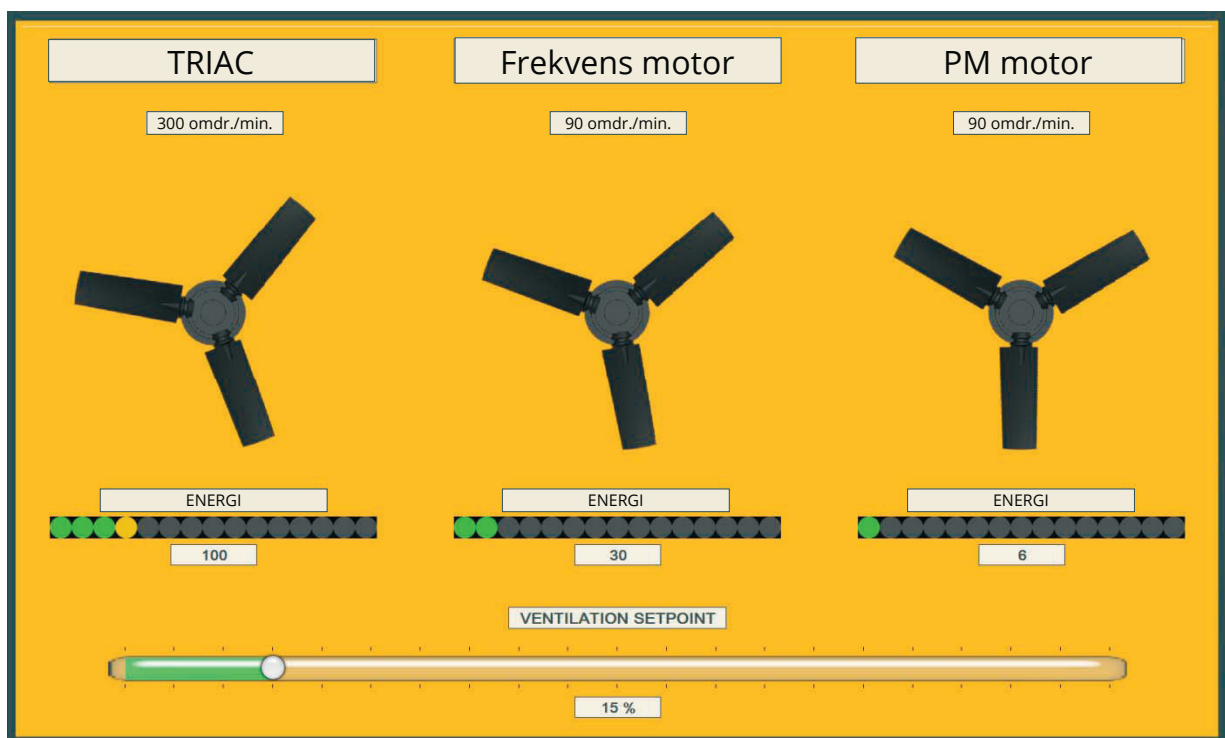 TRIAC
Frekvens motor
PM motor
300 omdr./min.
90 omdr./min.
90 omdr./min.
ENERGI
ENERGI
ENERGI
100
30
6
VENTILATION SETPOINT
15 %